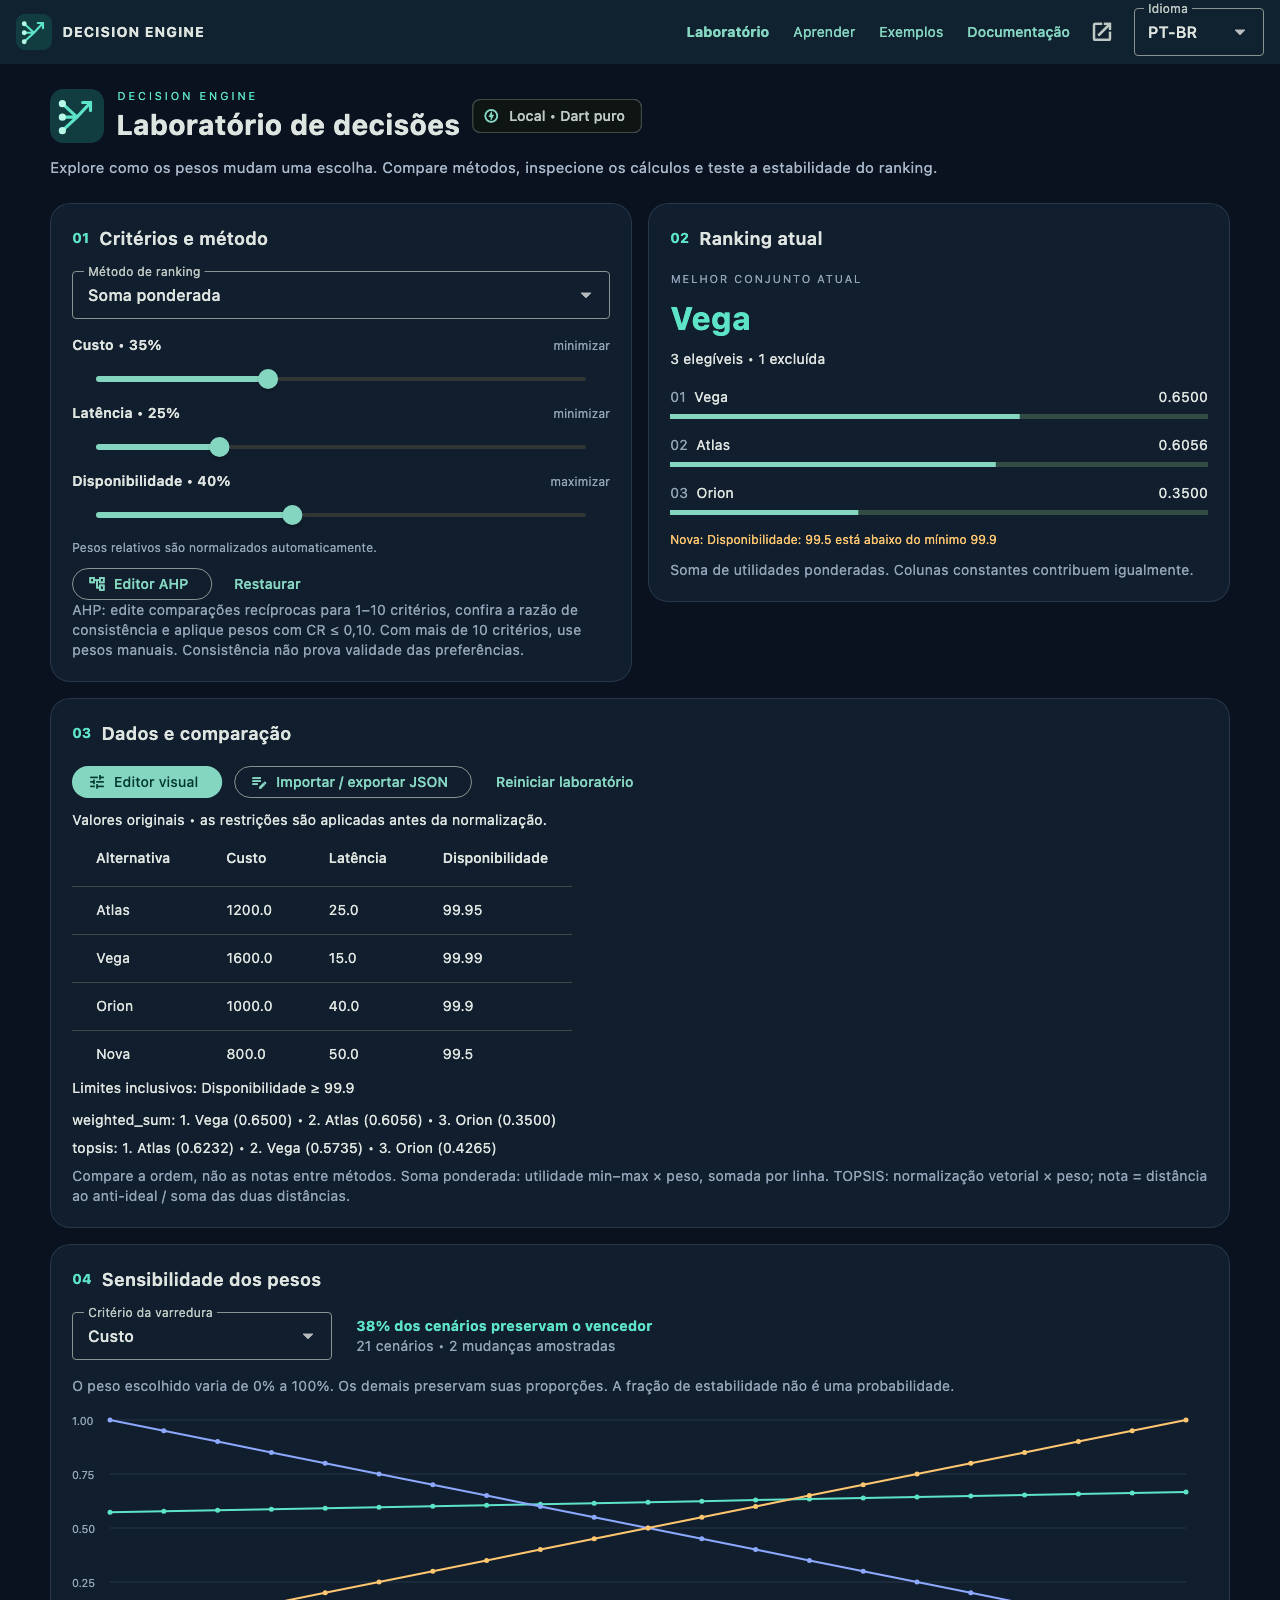 DECISION ENGINE
Laboratório
Aprender
Exemplos
Documentação
Idioma
PT-BR
DECISION ENGINE
Laboratório de decisões
Local • Dart puro
Explore como os pesos mudam uma escolha. Compare métodos, inspecione os cálculos e teste a estabilidade do ranking.
01 Critérios e método
Método de ranking
Soma ponderada
Custo • 35%
minimizar
Latência • 25%
minimizar
Disponibilidade • 40%
maximizar
Pesos relativos são normalizados automaticamente.
Editor AHP
Restaurar
AHP: edite comparações recíprocas para 1–10 critérios, confira a razão de
consistência e aplique pesos com CR ≤ 0,10. Com mais de 10 critérios, use
pesos manuais. Consistência não prova validade das preferências.
02 Ranking atual
MELHOR CONJUNTO ATUAL
Vega
3 elegíveis • 1 excluída
01 Vega 0.6500
02 Atlas 0.6056
03 Orion 0.3500
Nova: Disponibilidade: 99.5 está abaixo do mínimo 99.9
Soma de utilidades ponderadas. Colunas constantes contribuem igualmente.
03 Dados e comparação
Editor visual
Importar / exportar JSON
Reiniciar laboratório
Valores originais • as restrições são aplicadas antes da normalização.
Alternativa Custo Latência Disponibilidade
Atlas 1200.0 25.0 99.95
Vega 1600.0 15.0 99.99
Orion 1000.0 40.0 99.9
Nova 800.0 50.0 99.5
Limites inclusivos: Disponibilidade ≥ 99.9
weighted_sum: 1. Vega (0.6500) • 2. Atlas (0.6056) • 3. Orion (0.3500)
topsis: 1. Atlas (0.6232) • 2. Vega (0.5735) • 3. Orion (0.4265)
Compare a ordem, não as notas entre métodos. Soma ponderada: utilidade min–max × peso, somada por linha. TOPSIS: normalização vetorial × peso; nota = distância
ao anti-ideal / soma das duas distâncias.
04 Sensibilidade dos pesos
Critério da varredura
Custo
38% dos cenários preservam o vencedor
21 cenários • 2 mudanças amostradas
O peso escolhido varia de 0% a 100%. Os demais preservam suas proporções. A fração de estabilidade não é uma probabilidade.
1.00
0.75
0.50
0.25